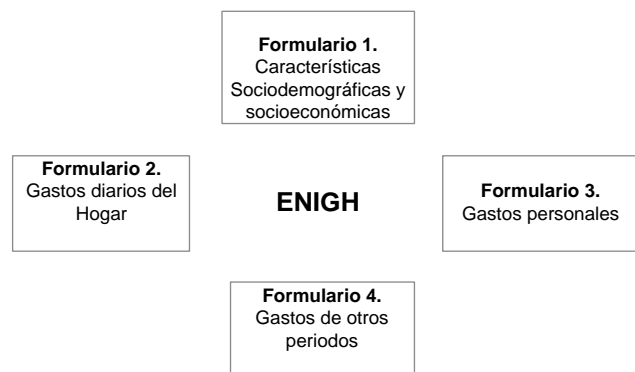 Formulario 1.
Características
Sociodemográficas y
socioeconómicas
Formulario 2.
Gastos diarios del
Hogar
ENIGH
Formulario 3.
Gastos personales
Formulario 4.
Gastos de otros
periodos